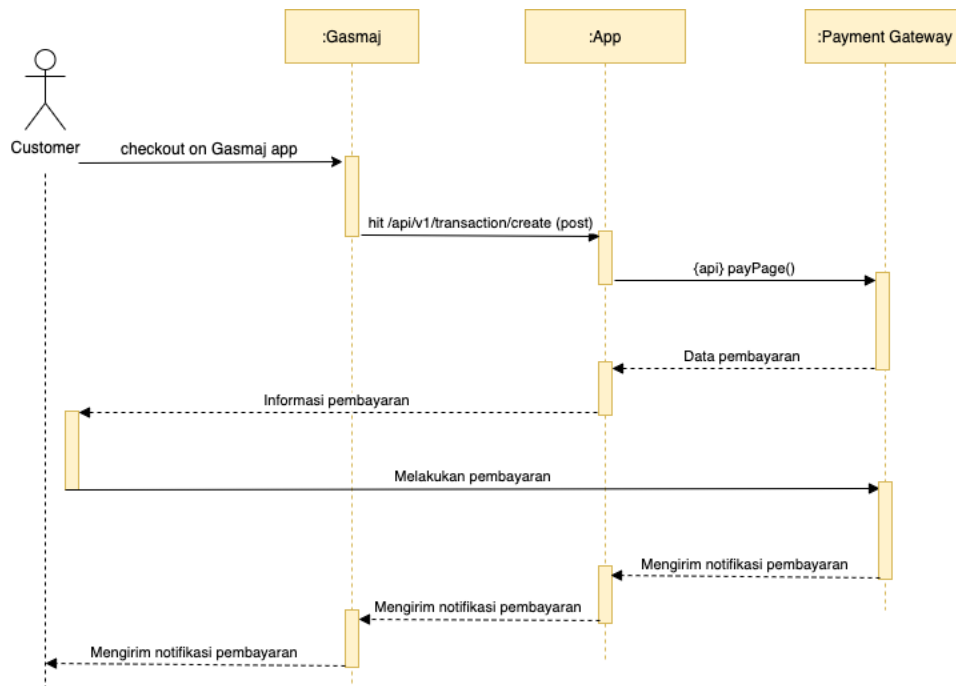 :Gasmaj
:App
:Payment Gateway
Customer
checkout on Gasmaj app
hit /api/v1/transaction/create (post)
{api} payPage()
Data pembayaran
Informasi pembayaran
Melakukan pembayaran
Mengirim notifikasi pembayaran
Mengirim notifikasi pembayaran
Mengirim notifikasi pembayaran